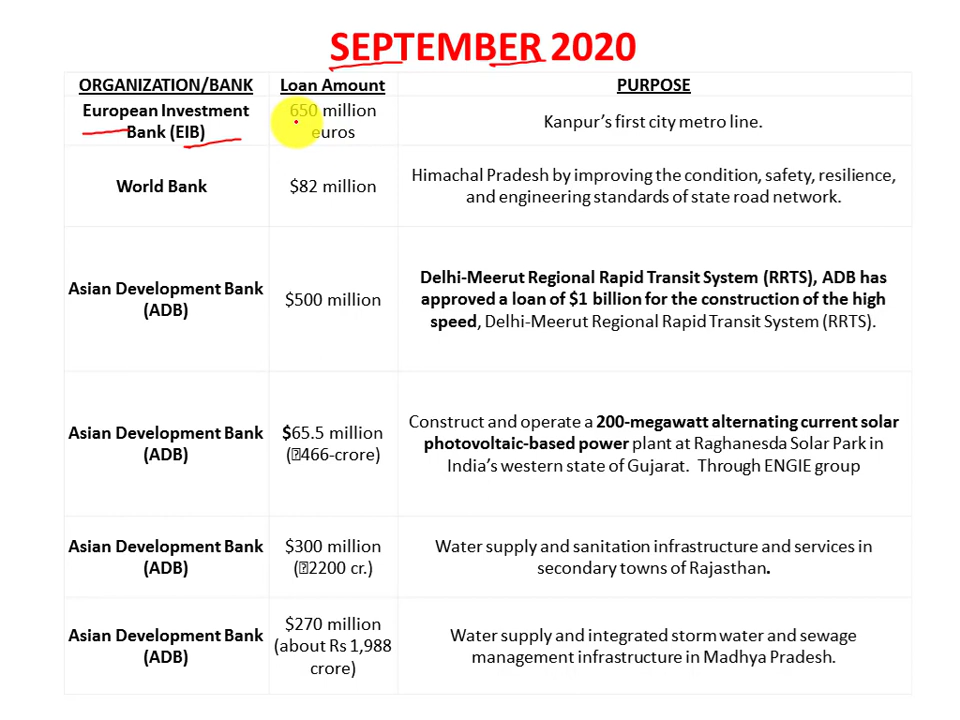 SEPTEMBER 2020
ORGANIZATION/BANK Loan Amount PURPOSE
European Investment
Bank (EIB)
650 million
euros
Kanpur’s first city metro line.
World Bank
$82 million
Himachal Pradesh by improving the condition, safety, resilience,
and engineering standards of state road network.
Asian Development Bank
(ADB)
$500 million
Delhi-Meerut Regional Rapid Transit System (RRTS), ADB has
approved a loan of $1 billion for the construction of the high
speed, Delhi-Meerut Regional Rapid Transit System (RRTS).
Asian Development Bank
(ADB)
$65.5 million
(466-crore)
Construct and operate a 200-megawatt alternating current solar
photovoltaic-based power plant at Raghanesda Solar Park in
India’s western state of Gujarat. Through ENGIE group
Asian Development Bank
(ADB)
$300 million
(2200 cr.)
Water supply and sanitation infrastructure and services in
secondary towns of Rajasthan.
Asian Development Bank
(ADB)
$270 million
(about Rs 1,988
crore)
Water supply and integrated storm water and sewage
management infrastructure in Madhya Pradesh.